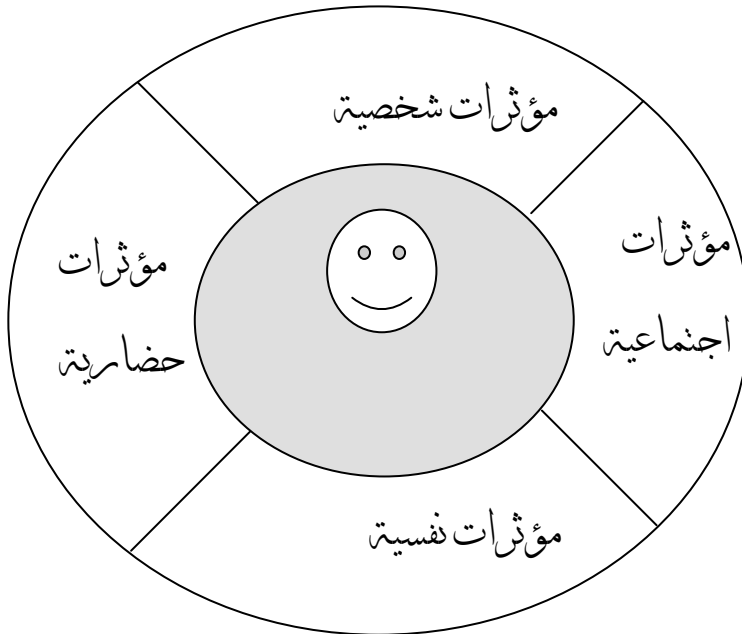 مؤثرات شخصية
مؤثرات
اجتماعية
مؤثرات
حضارية
مؤثرات نفسية